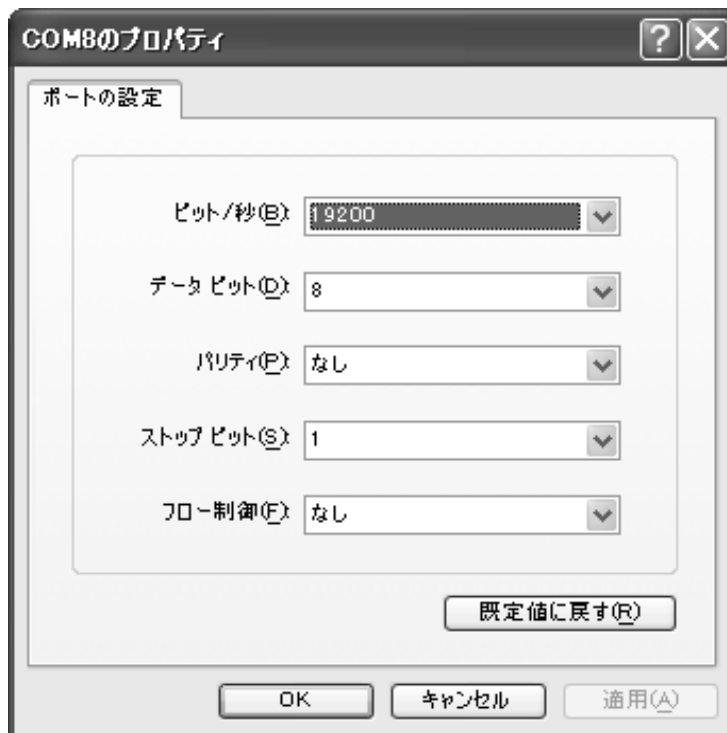 COM8のプロパティ
ポートの設定
ビット/秒(B): 19200
データ ビット(D): 8
パリティ(P): なし
ストップ ビット(S): 1
フロー制御(F): なし
既定値に戻す(R)
OK キャンセル 適用(A)